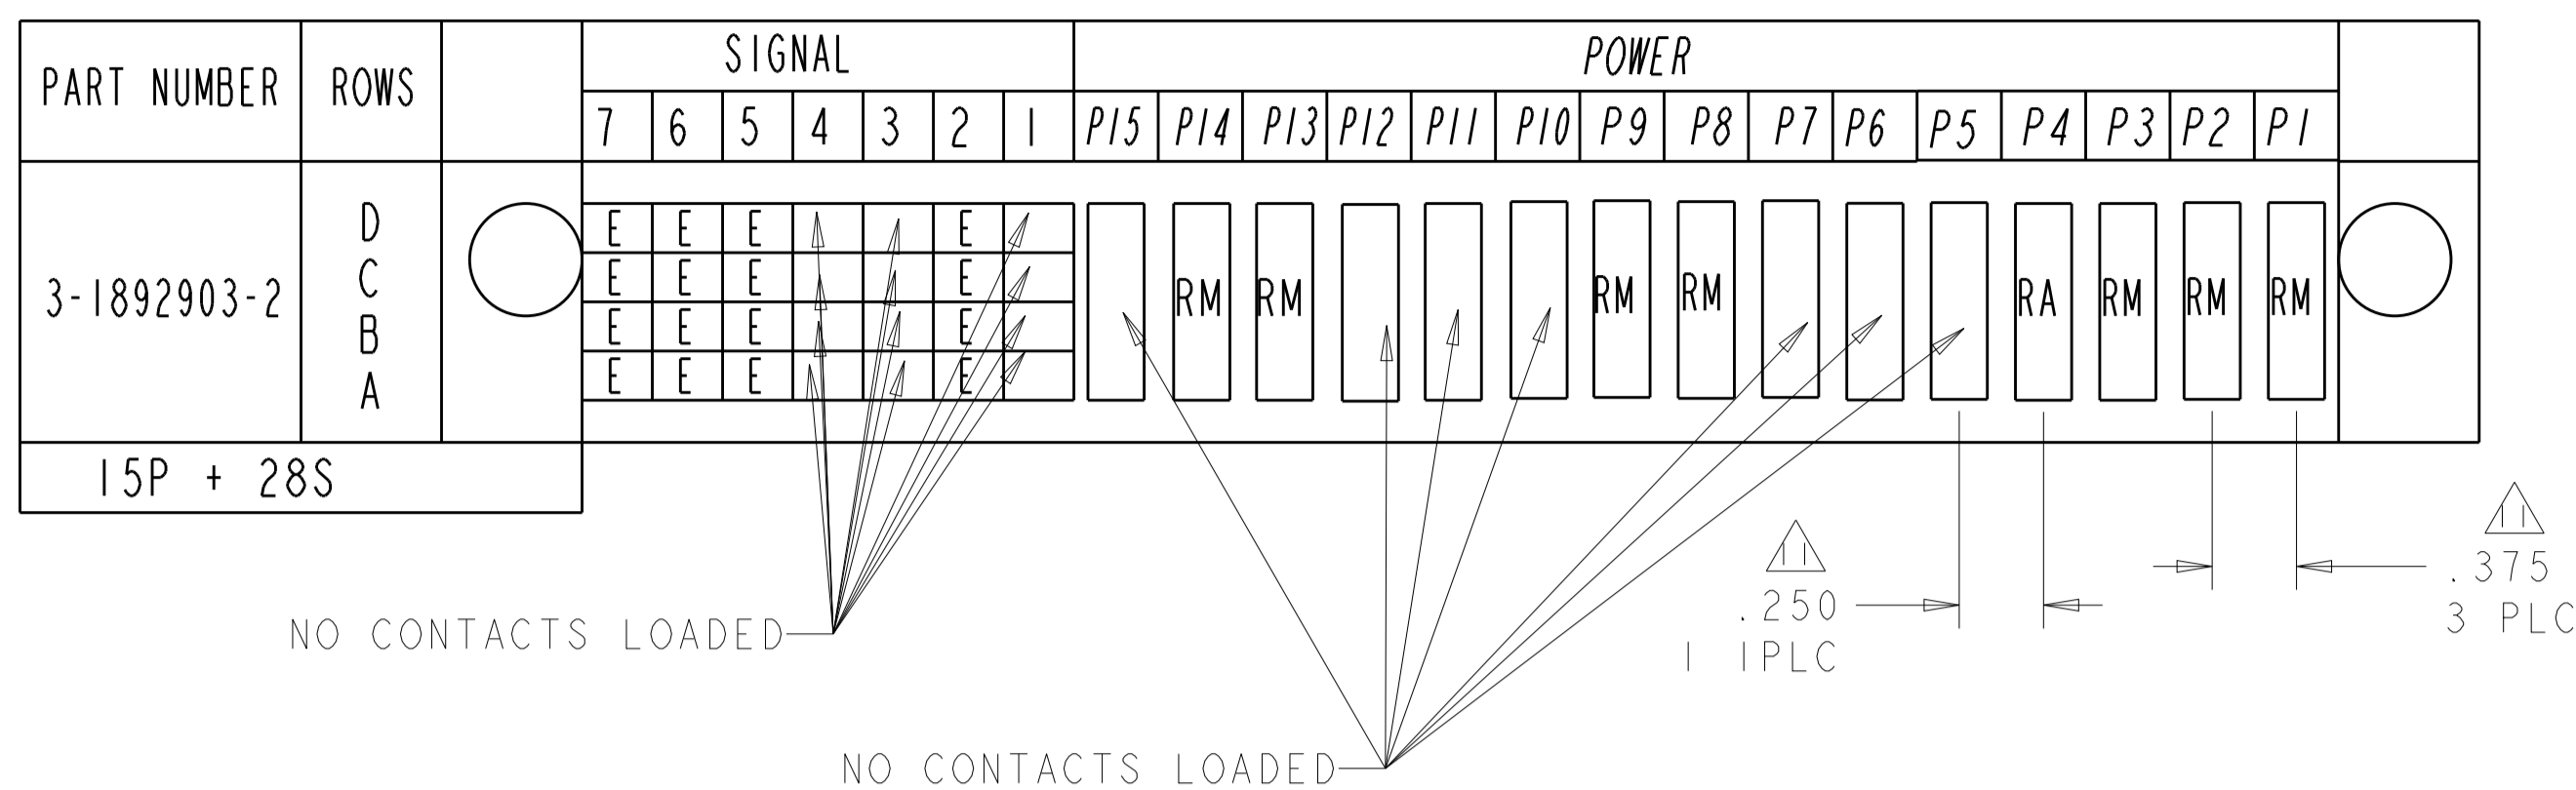 PART NUMBER ROWS SIGNAL POWER
7 6 5 4 3 2 1 P15 P14 P13 P12 P11 P10 P9 P8 P7 P6 P5 P4 P3 P2 P1
D E E E E
C E E E E
3-1892903-2 RM RM RM RM RA RM RM RM
B E E E E
A E E E E
15P + 28S
11
.375
3 PLC
11
.250
1 1PLC
NO CONTACTS LOADED
NO CONTACTS LOADED